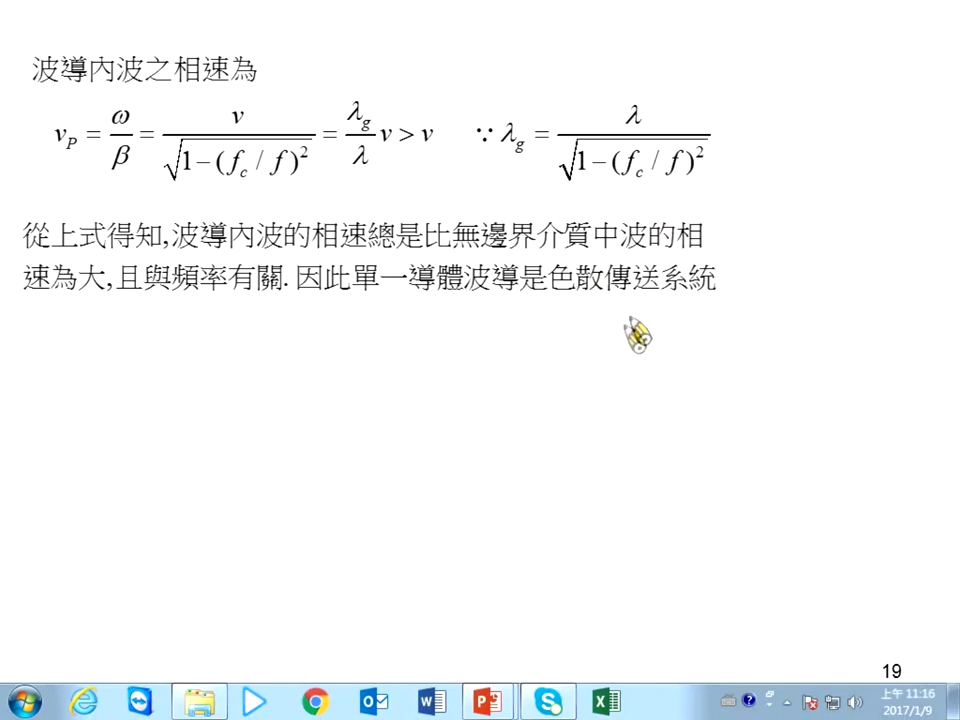 波導內波之相速為
v_P = ω/β = v/√(1−(f_c / f)²) = (λ_g/λ) v > v ∵ λ_g = λ/√(1−(f_c / f)²)
從上式得知,波導內波的相速總是比無邊界介質中波的相
速為大,且與頻率有關. 因此單一導體波導是色散傳送系統
19
上午 11:16
2017/1/9